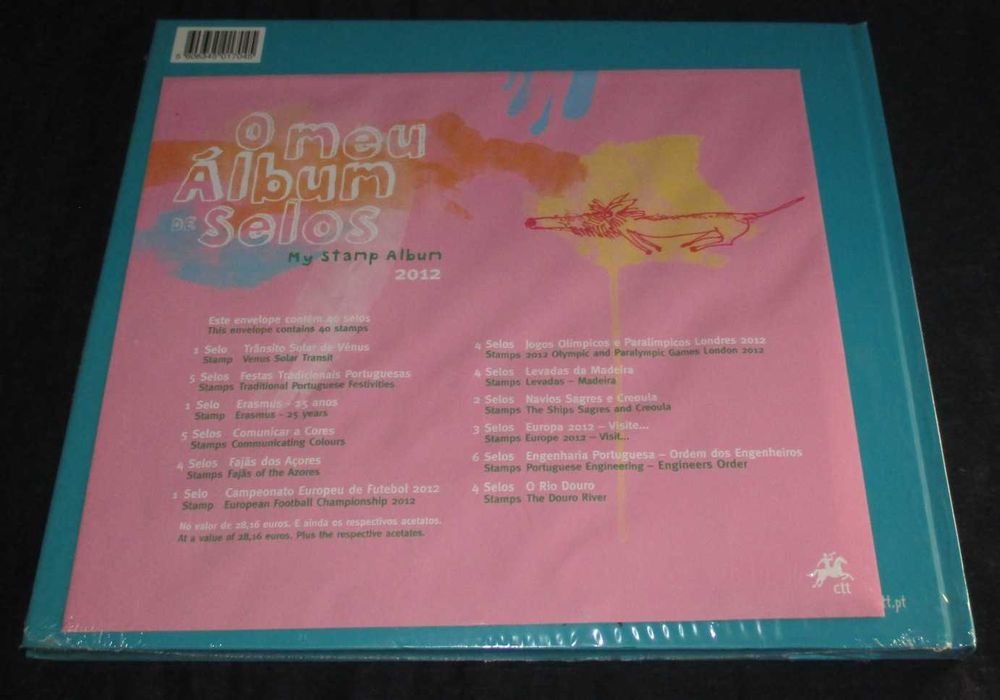 5 606345 017045
O meu
Álbum
DE Selos
My Stamp Album
2012
Este envelope contém 40 selos
This envelope contains 40 stamps
1 Selo Trânsito Solar de Vénus
Stamp Venus Solar Transit
5 Selos Festas Tradicionais Portuguesas
Stamps Traditional Portuguese Festivities
1 Selo Erasmus - 25 anos
Stamp Erasmus - 25 years
5 Selos Comunicar a Cores
Stamps Communicating Colours
4 Selos Fajãs dos Açores
Stamps Fajãs of the Azores
1 Selo Campeonato Europeu de Futebol 2012
Stamp European Football Championship 2012
No valor de 28,16 euros. E ainda os respectivos acetatos.
At a value of 28,16 euros. Plus the respective acetates.
4 Selos Jogos Olímpicos e Paralímpicos Londres 2012
Stamps 2012 Olympic and Paralympic Games London 2012
4 Selos Levadas da Madeira
Stamps Levadas – Madeira
2 Selos Navios Sagres e Creoula
Stamps The Ships Sagres and Creoula
3 Selos Europa 2012 – Visite...
Stamps Europe 2012 – Visit...
6 Selos Engenharia Portuguesa – Ordem dos Engenheiros
Stamps Portuguese Engineering – Engineers Order
4 Selos O Rio Douro
Stamps The Douro River
ctt
tt.pt